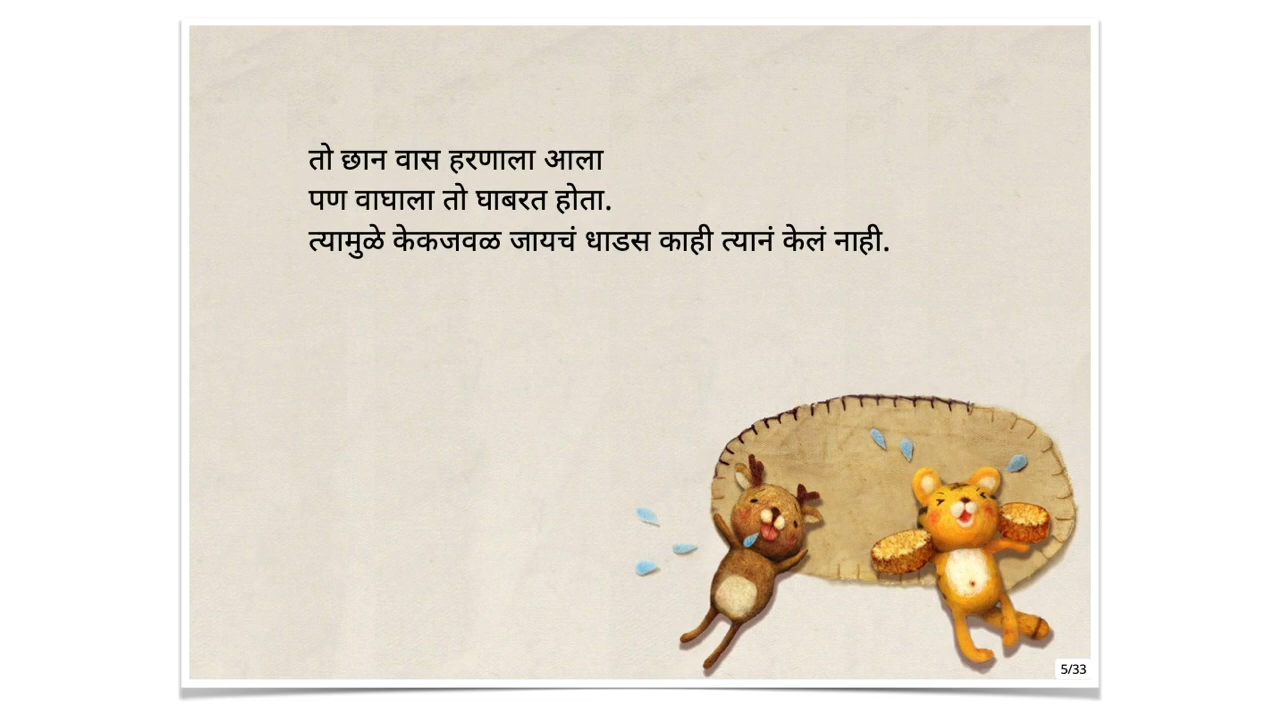 तो छान वास हरणाला आला
पण वाघाला तो घाबरत होता.
त्यामुळे केकजवळ जायचं धाडस काही त्यानं केलं नाही.
5/33